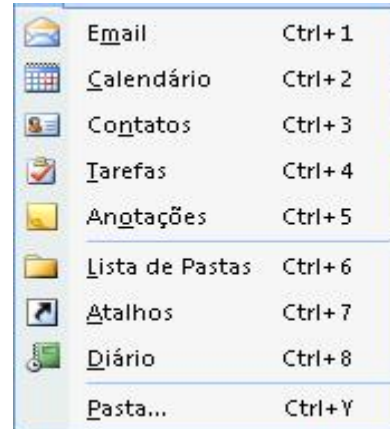 Email Ctrl+1
Calendário Ctrl+2
Contatos Ctrl+3
Tarefas Ctrl+4
Anotações Ctrl+5
Lista de Pastas Ctrl+6
Atalhos Ctrl+7
Diário Ctrl+8
Pasta... Ctrl+Y